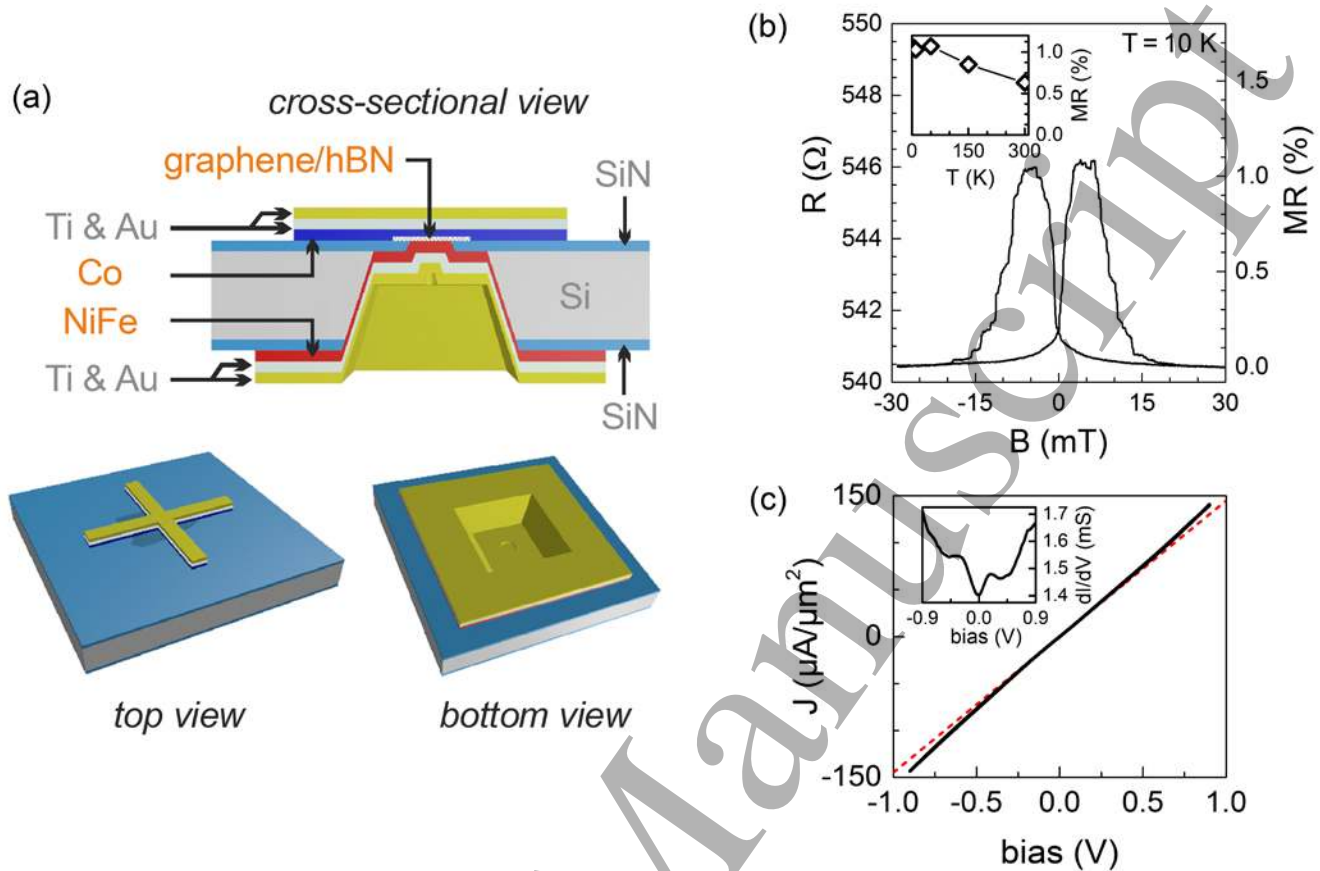 (a)
cross-sectional view
graphene/hBN
SiN
Ti & Au
Co
Si
NiFe
Ti & Au
SiN
top view
bottom view
(b)
T = 10 K
550
548
546
544
542
540
R (Ω)
-30
-15
0
15
30
B (mT)
1.5
1.0
0.5
0.0
MR (%)
1.0
0.5
0.0
MR (%)
0
150
300
T (K)
(c)
150
0
-150
J (μA/μm²)
-1.0
-0.5
0.0
0.5
1.0
bias (V)
1.7
1.6
1.5
1.4
dI/dV (mS)
-0.9
0.0
0.9
bias (V)
Manuscript